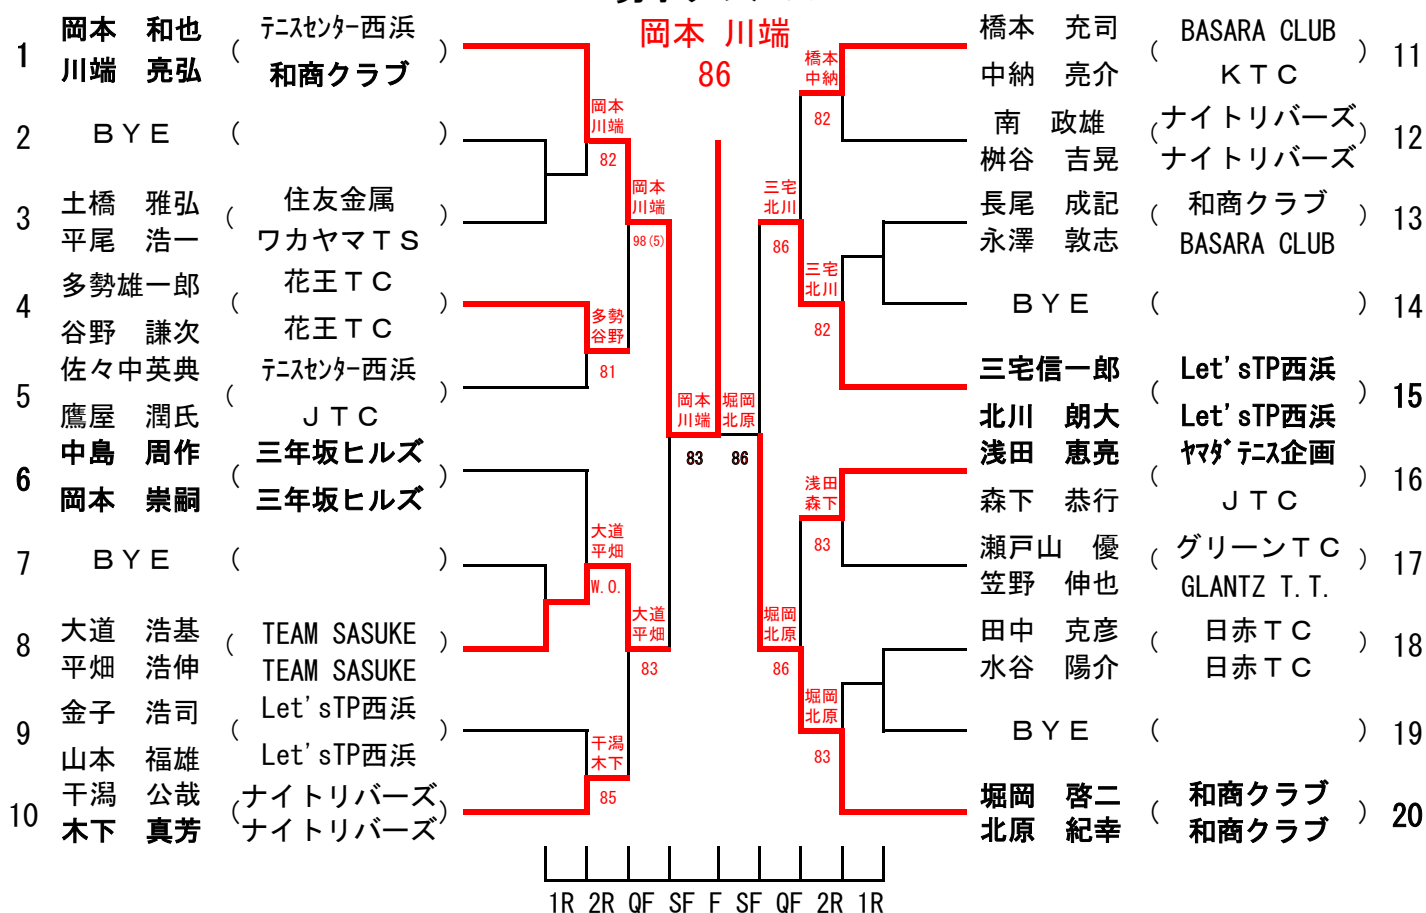 岡本 川端
86
1 岡本 和也 ( テニスセンター西浜 )
川端 亮弘 和商クラブ
2 ＢＹＥ ( )
3 土橋 雅弘 ( 住友金属 )
平尾 浩一 ワカヤマＴＳ
4 多勢雄一郎 ( 花王ＴＣ )
谷野 謙次 花王ＴＣ
5 佐々中英典 ( テニスセンター西浜 )
鷹屋 潤氏 ＪＴＣ
6 中島 周作 ( 三年坂ヒルズ )
岡本 崇嗣 三年坂ヒルズ
7 ＢＹＥ ( )
8 大道 浩基 ( TEAM SASUKE )
平畑 浩伸 TEAM SASUKE
9 金子 浩司 ( Let'sTP西浜 )
山本 福雄 Let'sTP西浜
10 干潟 公哉 ( ナイトリバーズ )
木下 真芳 ナイトリバーズ
岡本
川端
82
多勢
谷野
81
大道
平畑
W.O.
干潟
木下
85
岡本
川端
98(5)
大道
平畑
83
岡本
川端
83
堀岡
北原
86
三宅
北川
86
堀岡
北原
86
橋本
中納
82
三宅
北川
82
浅田
森下
83
堀岡
北原
83
橋本 充司 ( BASARA CLUB ) 11
中納 亮介 ＫＴＣ
南 政雄 ( ナイトリバーズ ) 12
桝谷 吉晃 ナイトリバーズ
長尾 成記 ( 和商クラブ ) 13
永澤 敦志 BASARA CLUB
ＢＹＥ ( ) 14
三宅信一郎 ( Let'sTP西浜 ) 15
北川 朗大 Let'sTP西浜
浅田 恵亮 ( ヤマダテニス企画 ) 16
森下 恭行 ＪＴＣ
瀬戸山 優 ( グリーンＴＣ ) 17
笠野 伸也 GLANTZ T.T.
田中 克彦 ( 日赤ＴＣ ) 18
水谷 陽介 日赤ＴＣ
ＢＹＥ ( ) 19
堀岡 啓二 ( 和商クラブ ) 20
北原 紀幸 和商クラブ
1R 2R QF SF F SF QF 2R 1R